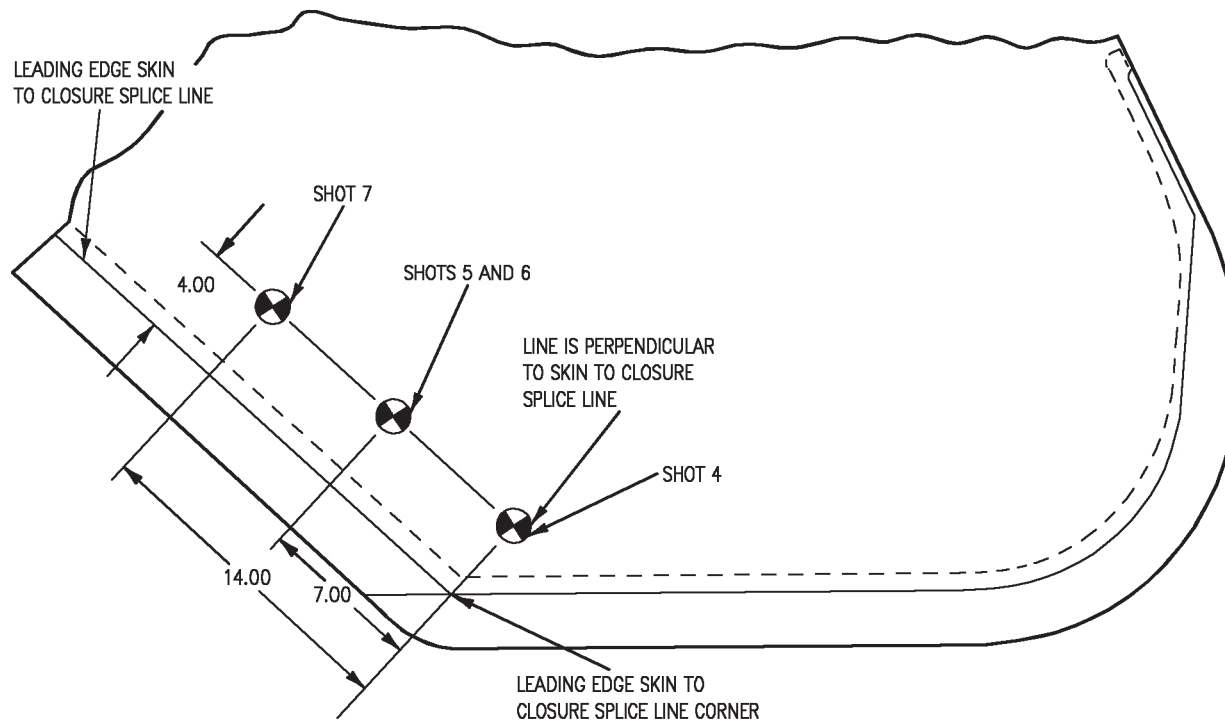 LEADING EDGE SKIN
TO CLOSURE SPLICE LINE
SHOT 7
4.00
SHOTS 5 AND 6
LINE IS PERPENDICULAR
TO SKIN TO CLOSURE
SPLICE LINE
SHOT 4
14.00
7.00
LEADING EDGE SKIN TO
CLOSURE SPLICE LINE CORNER